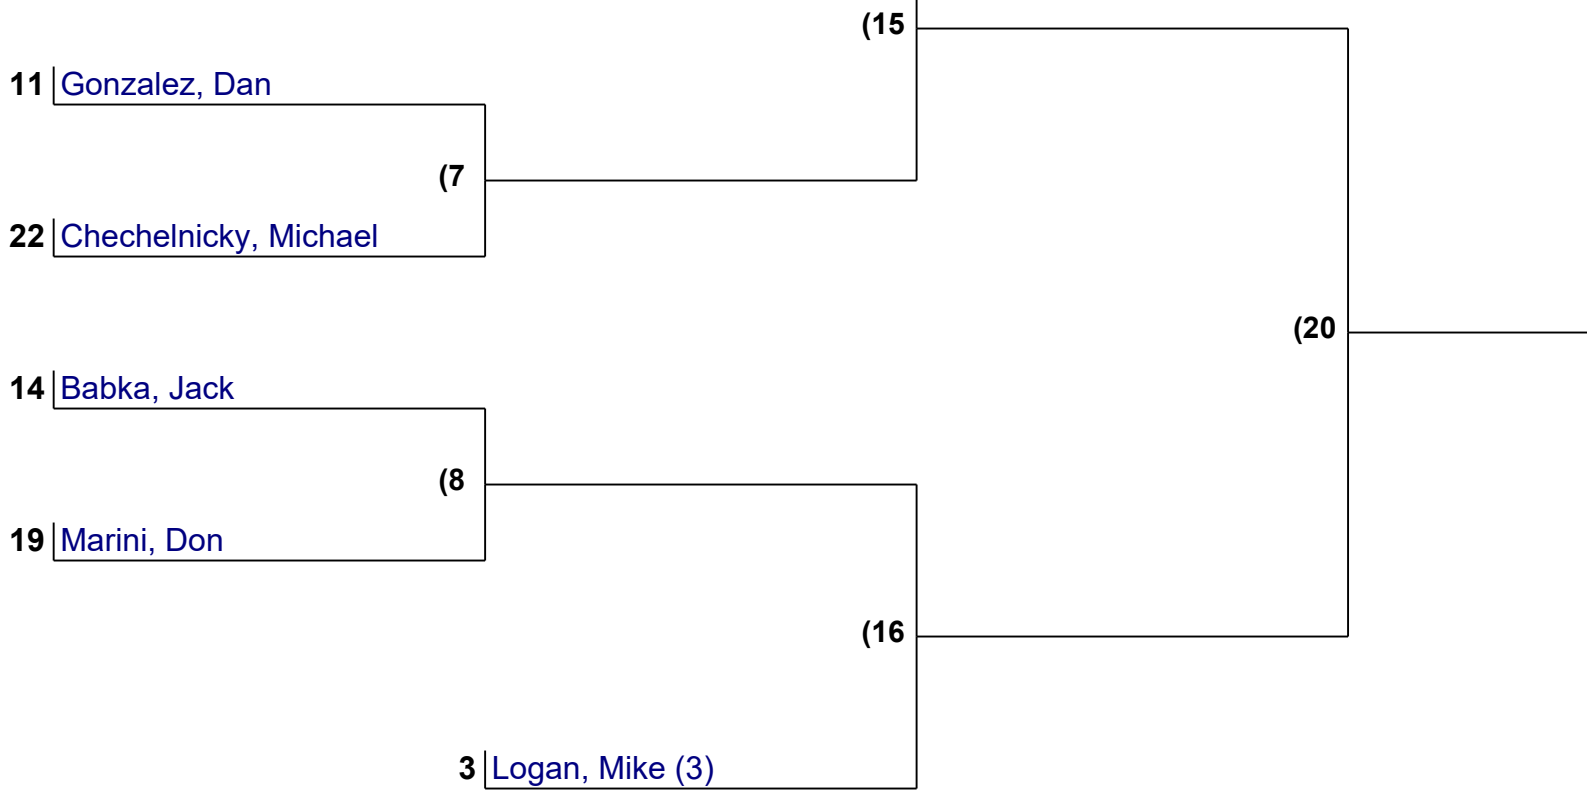 (15
11 Gonzalez, Dan
(7
22 Chechelnicky, Michael
(20
14 Babka, Jack
(8
19 Marini, Don
(16
3 Logan, Mike (3)